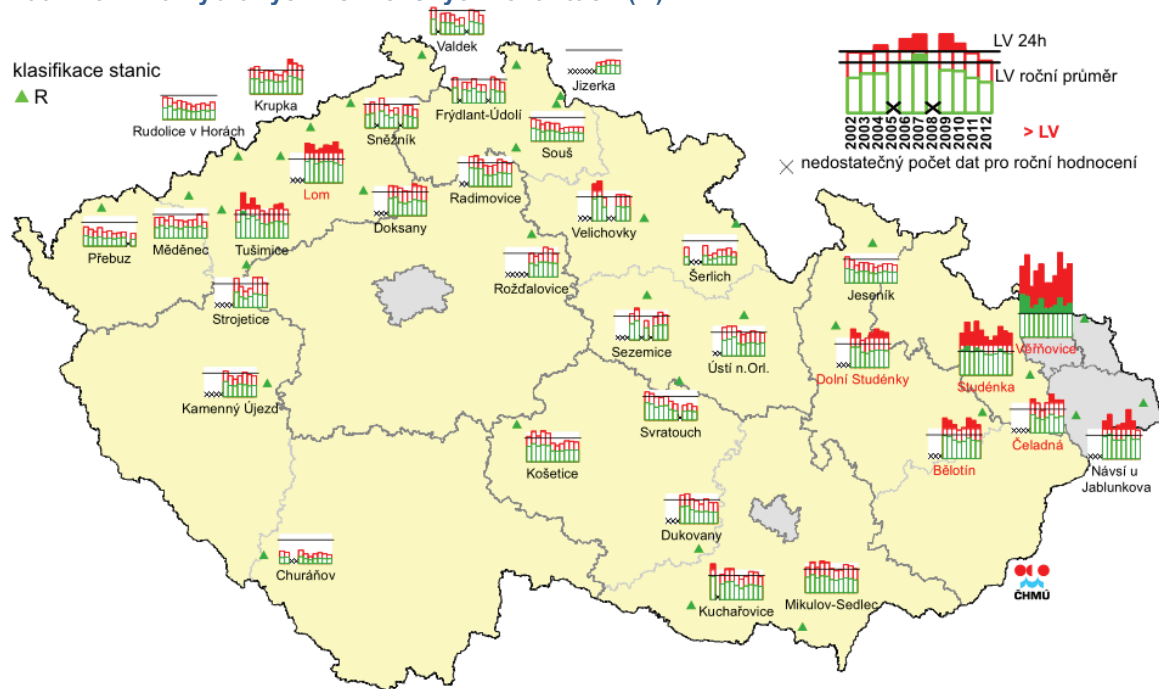 Valdek
klasifikace stanic
R
Krupka
Rudolice v Horách
Sněžník
Frýdlant-Údolí
Jizerka
Souš
LV 24h
LV roční průměr
2002
2003
2004
2005
2006
2007
2008
2009
2010
2011
2012
> LV
nedostatečný počet dat pro roční hodnocení
Lom
Radimovice
Přebuz
Měděnec
Tušimice
Doksany
Velichovky
Šerlich
Rožďalovice
Jeseník
Strojetice
Sezemice
Ústí n.Orl.
Dolní Studénky
Studénka
Věřňovice
Kamenný Újezd
Svratouch
Košetice
Bělotín
Čeladná
Návsí u
Jablunkova
Dukovany
Churáňov
Kuchařovice
Mikulov-Sedlec
ČHMÚ